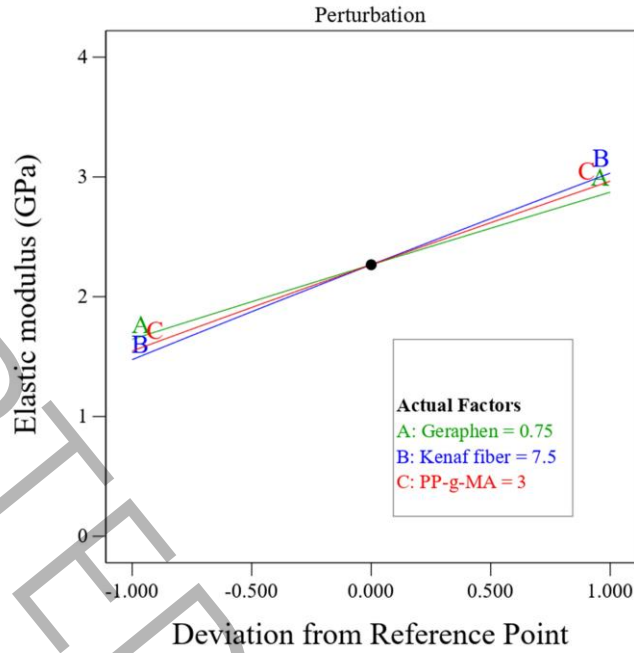 Perturbation
4
3
2
1
0
Elastic modulus (GPa)
B
C
A
A
C
B
Actual Factors
A: Geraphen = 0.75
B: Kenaf fiber = 7.5
C: PP-g-MA = 3
-1.000
-0.500
0.000
0.500
1.000
Deviation from Reference Point
PTED